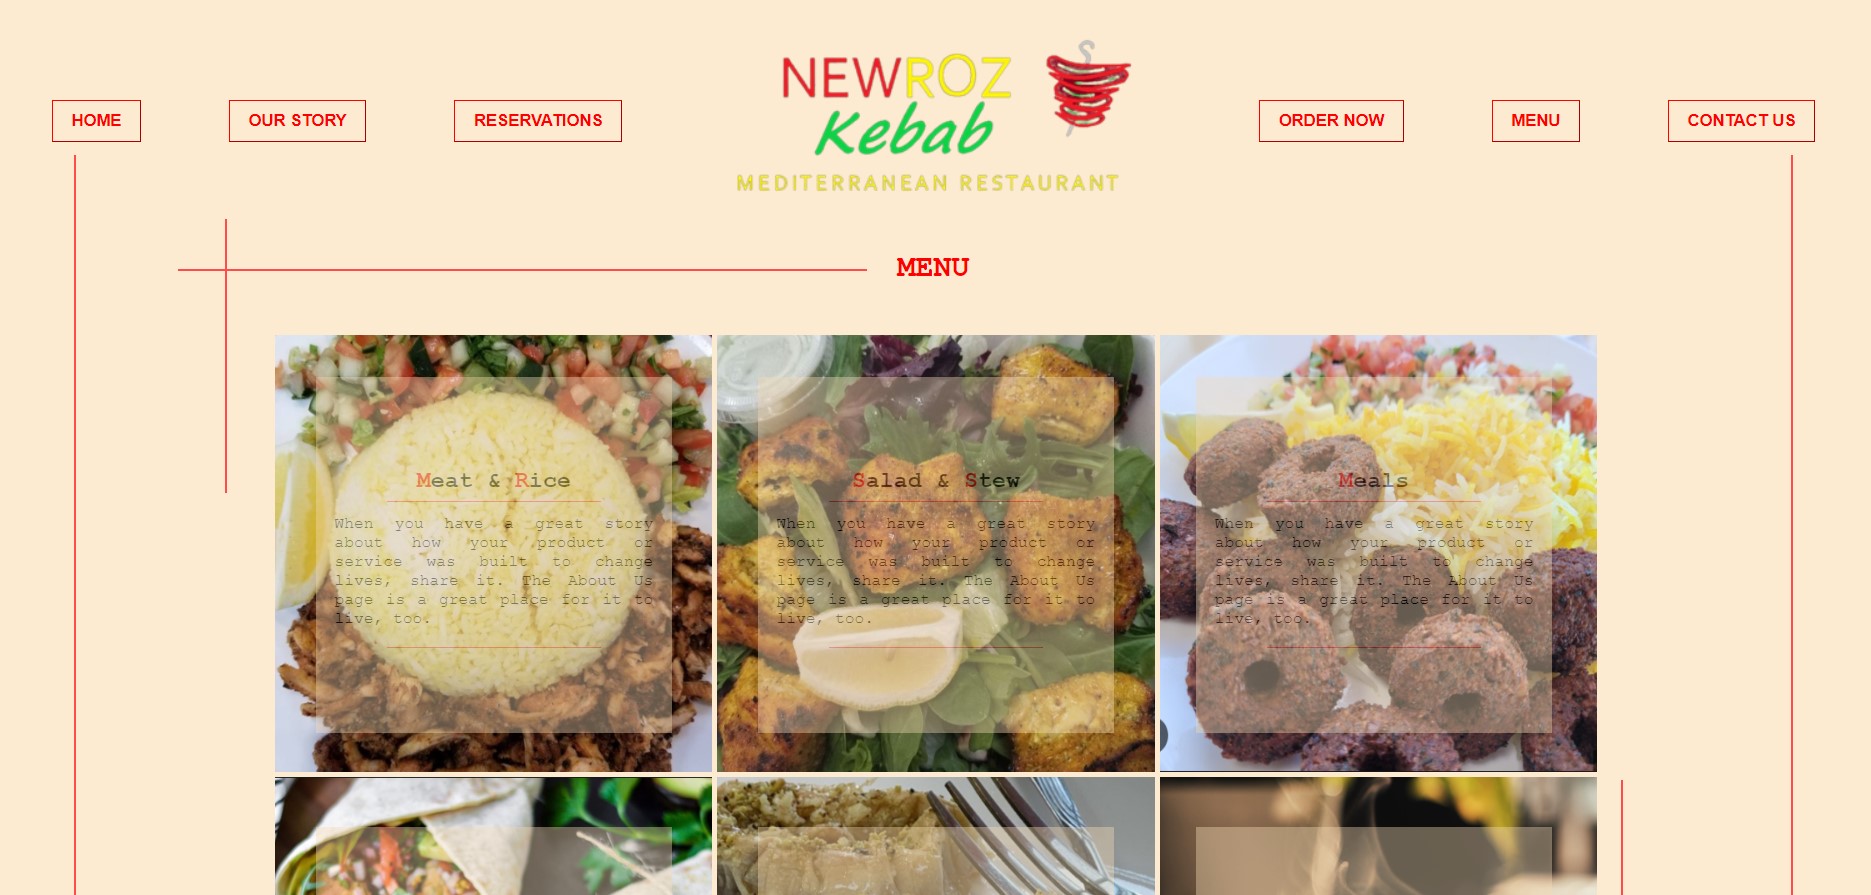 HOME
OUR STORY
RESERVATIONS
NEWROZ
Kebab
MEDITERRANEAN RESTAURANT
ORDER NOW
MENU
CONTACT US
MENU
Meat & Rice
When you have a great story
about how your product or
service was built to change
lives, share it. The About Us
page is a great place for it to
live, too.
Salad & Stew
When you have a great story
about how your product or
service was built to change
lives, share it. The About Us
page is a great place for it to
live, too.
Meals
When you have a great story
about how your product or
service was built to change
lives, share it. The About Us
page is a great place for it to
live, too.